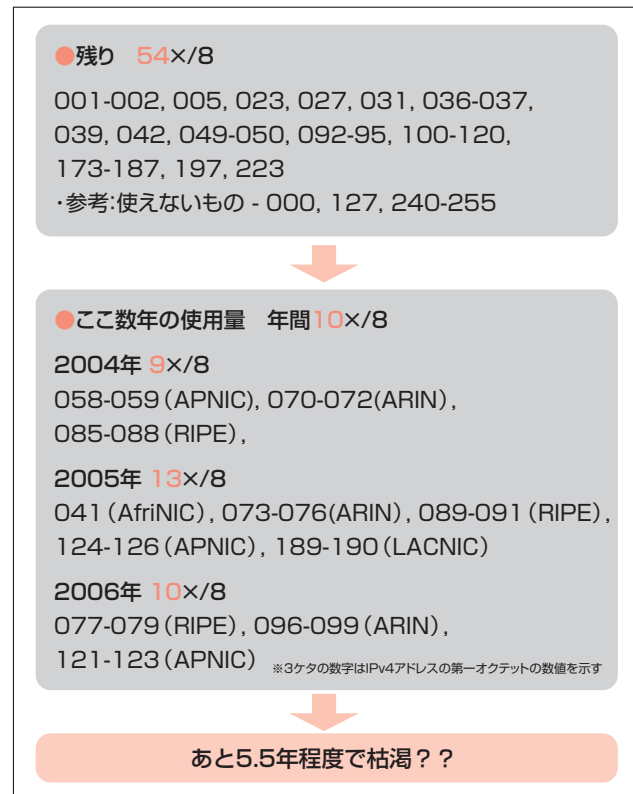 ●残り 54×/8
001-002, 005, 023, 027, 031, 036-037,
039, 042, 049-050, 092-95, 100-120,
173-187, 197, 223
・参考:使えないもの - 000, 127, 240-255
●ここ数年の使用量 年間10×/8
2004年 9×/8
058-059(APNIC), 070-072(ARIN),
085-088(RIPE),
2005年 13×/8
041(AfriNIC), 073-076(ARIN), 089-091(RIPE),
124-126(APNIC), 189-190(LACNIC)
2006年 10×/8
077-079(RIPE), 096-099(ARIN),
121-123(APNIC) ※3ケタの数字はIPv4アドレスの第一オクテットの数値を示す
あと5.5年程度で枯渇？？